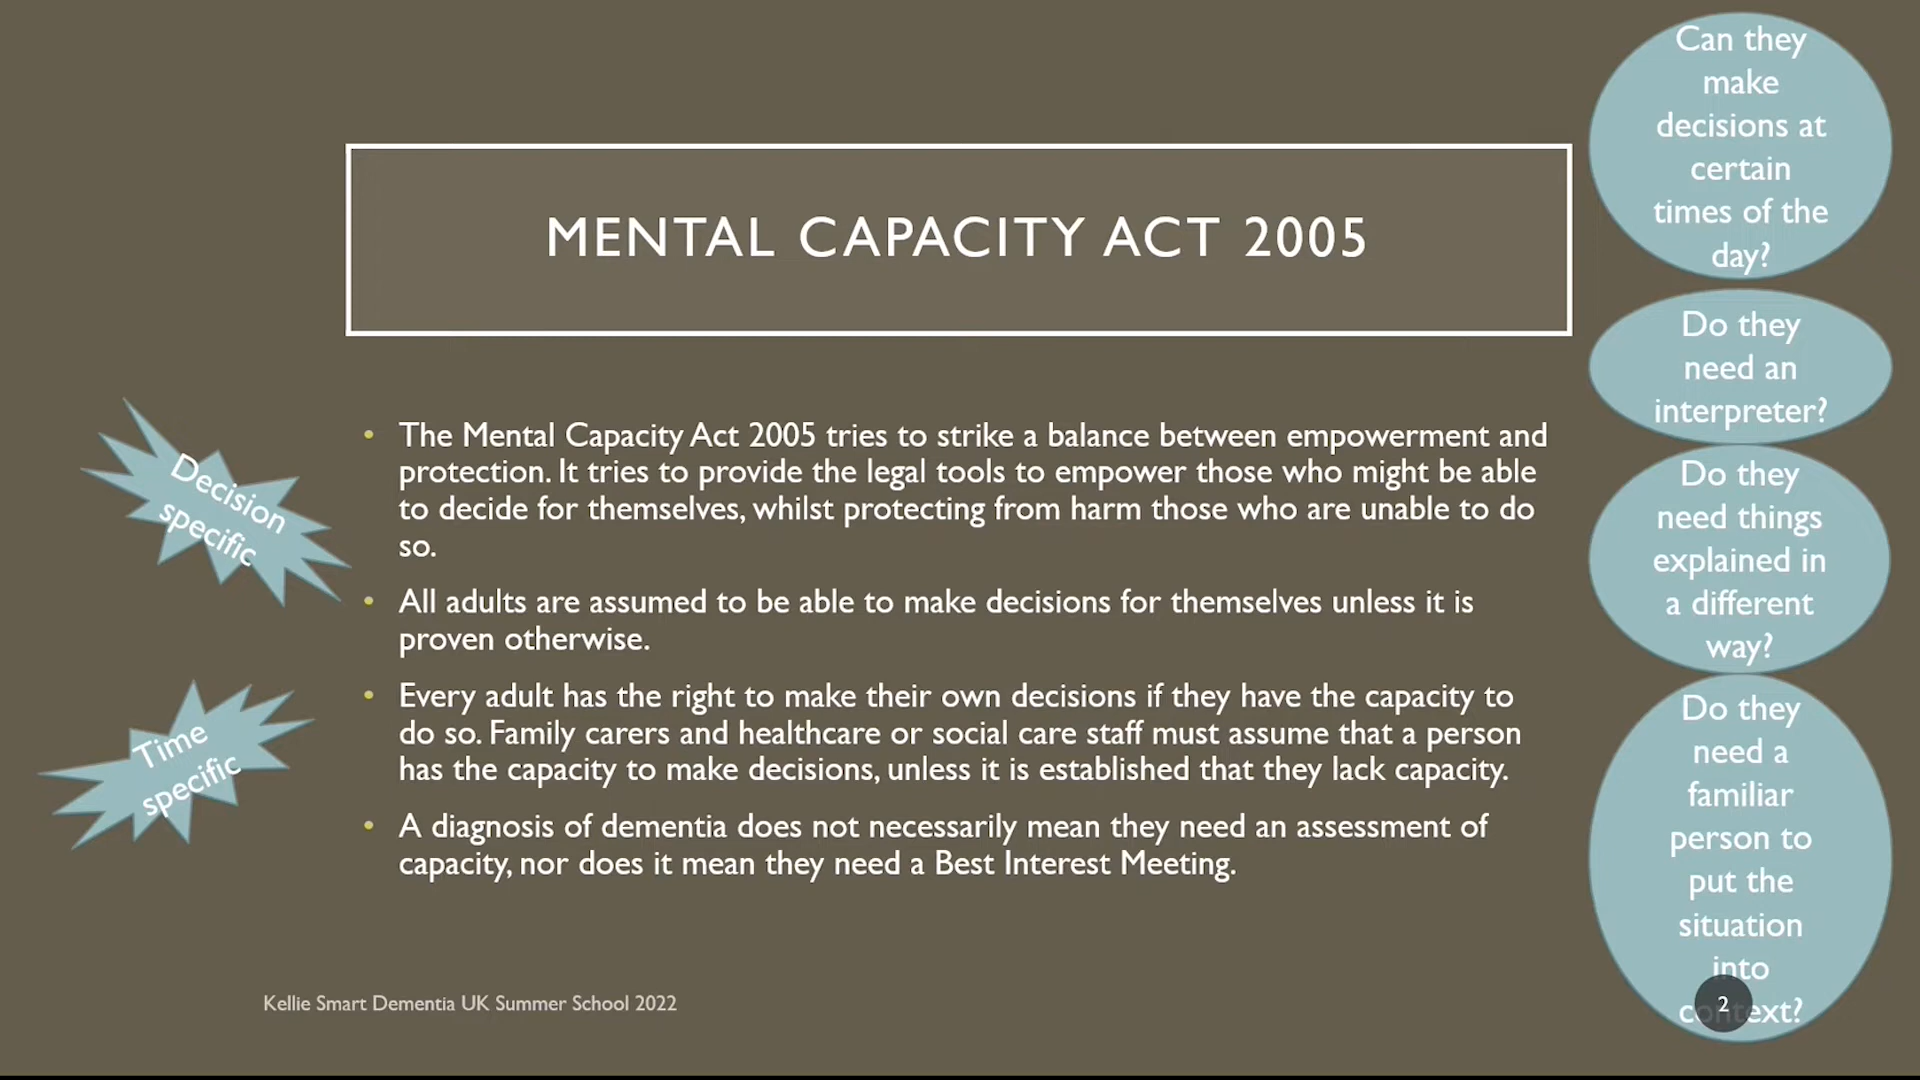 MENTAL CAPACITY ACT 2005
Decision
specific
Time
specific
• The Mental Capacity Act 2005 tries to strike a balance between empowerment and
protection. It tries to provide the legal tools to empower those who might be able
to decide for themselves, whilst protecting from harm those who are unable to do
so.
• All adults are assumed to be able to make decisions for themselves unless it is
proven otherwise.
• Every adult has the right to make their own decisions if they have the capacity to
do so. Family carers and healthcare or social care staff must assume that a person
has the capacity to make decisions, unless it is established that they lack capacity.
• A diagnosis of dementia does not necessarily mean they need an assessment of
capacity, nor does it mean they need a Best Interest Meeting.
Can they
make
decisions at
certain
times of the
day?
Do they
need an
interpreter?
Do they
need things
explained in
a different
way?
Do they
need a
familiar
person to
put the
situation
into
context?
Kellie Smart Dementia UK Summer School 2022
2